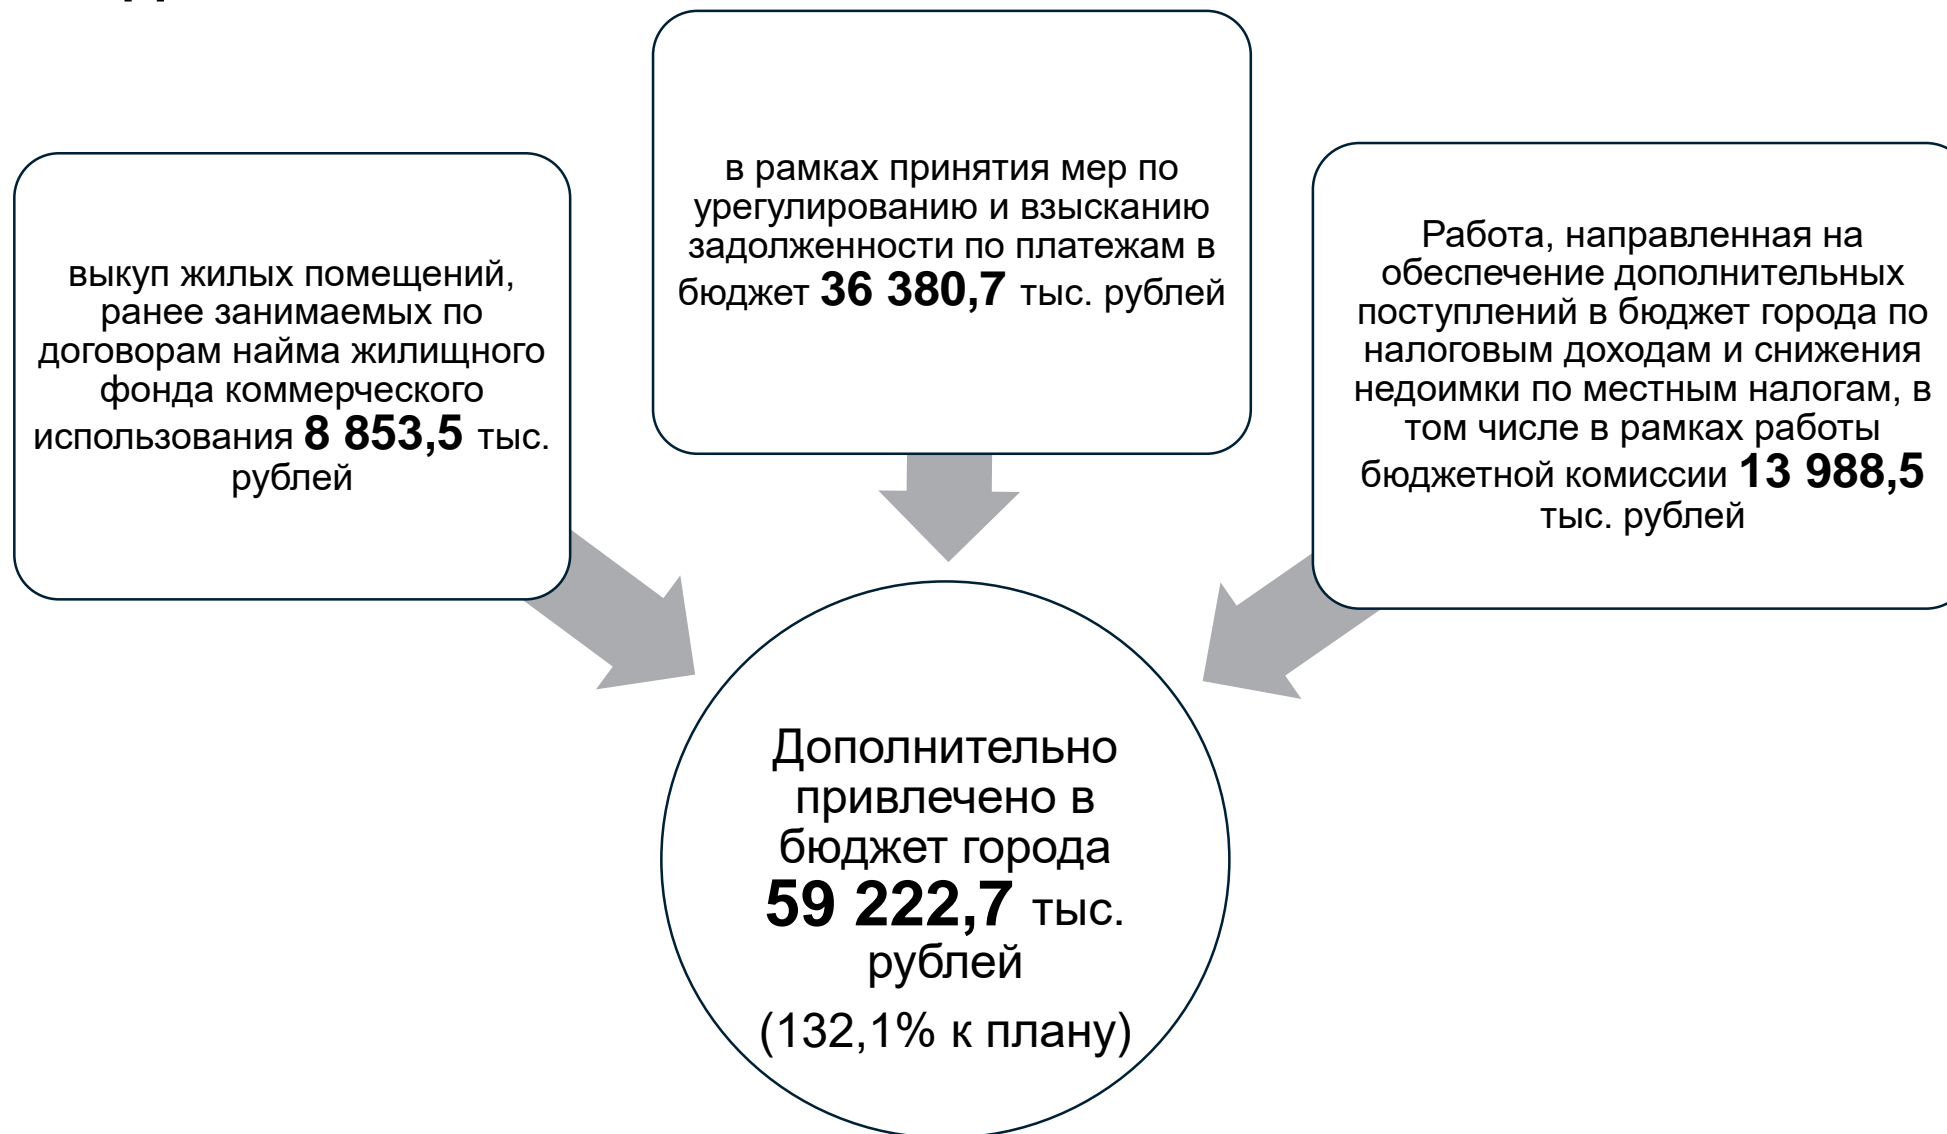 выкуп жилых помещений,
ранее занимаемых по
договорам найма жилищного
фонда коммерческого
использования 8 853,5 тыс.
рублей
в рамках принятия мер по
урегулированию и взысканию
задолженности по платежам в
бюджет 36 380,7 тыс. рублей
Работа, направленная на
обеспечение дополнительных
поступлений в бюджет города по
налоговым доходам и снижения
недоимки по местным налогам, в
том числе в рамках работы
бюджетной комиссии 13 988,5
тыс. рублей
Дополнительно
привлечено в
бюджет города
59 222,7 тыс.
рублей
(132,1% к плану)